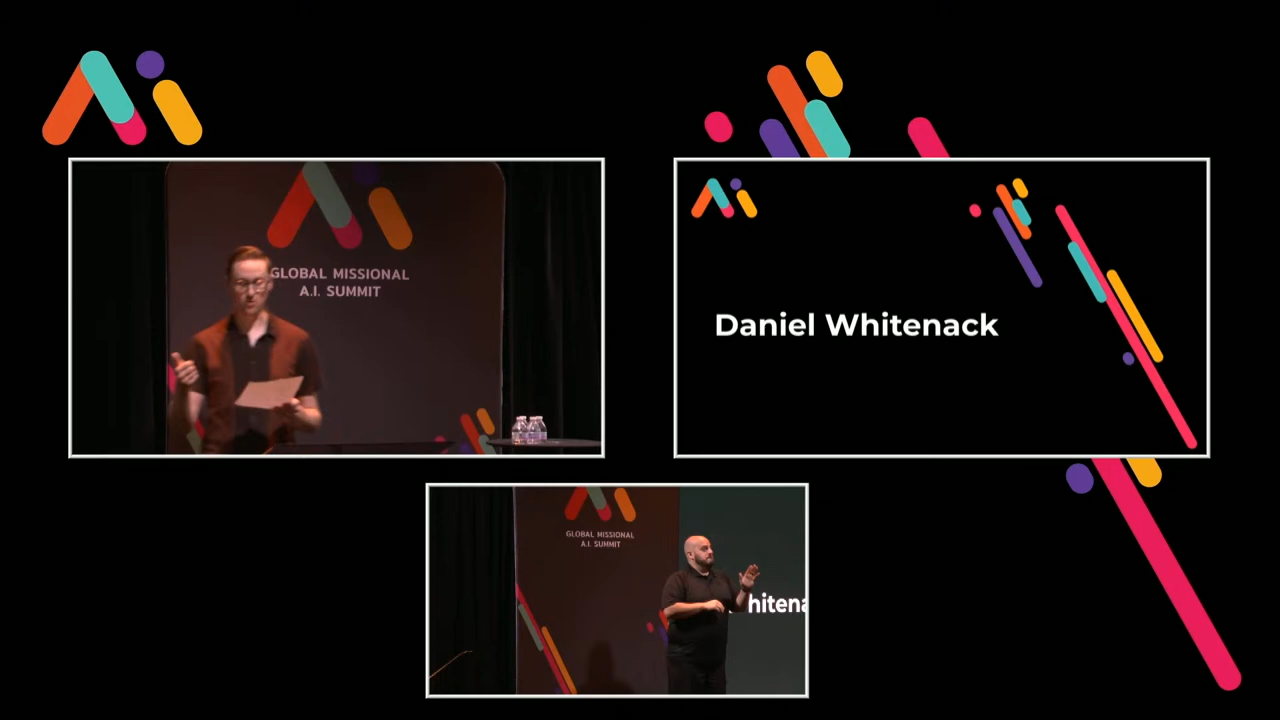 GLOBAL MISSIONAL
A.I. SUMMIT
Daniel Whitenack
GLOBAL MISSIONAL
A.I. SUMMIT
hitena